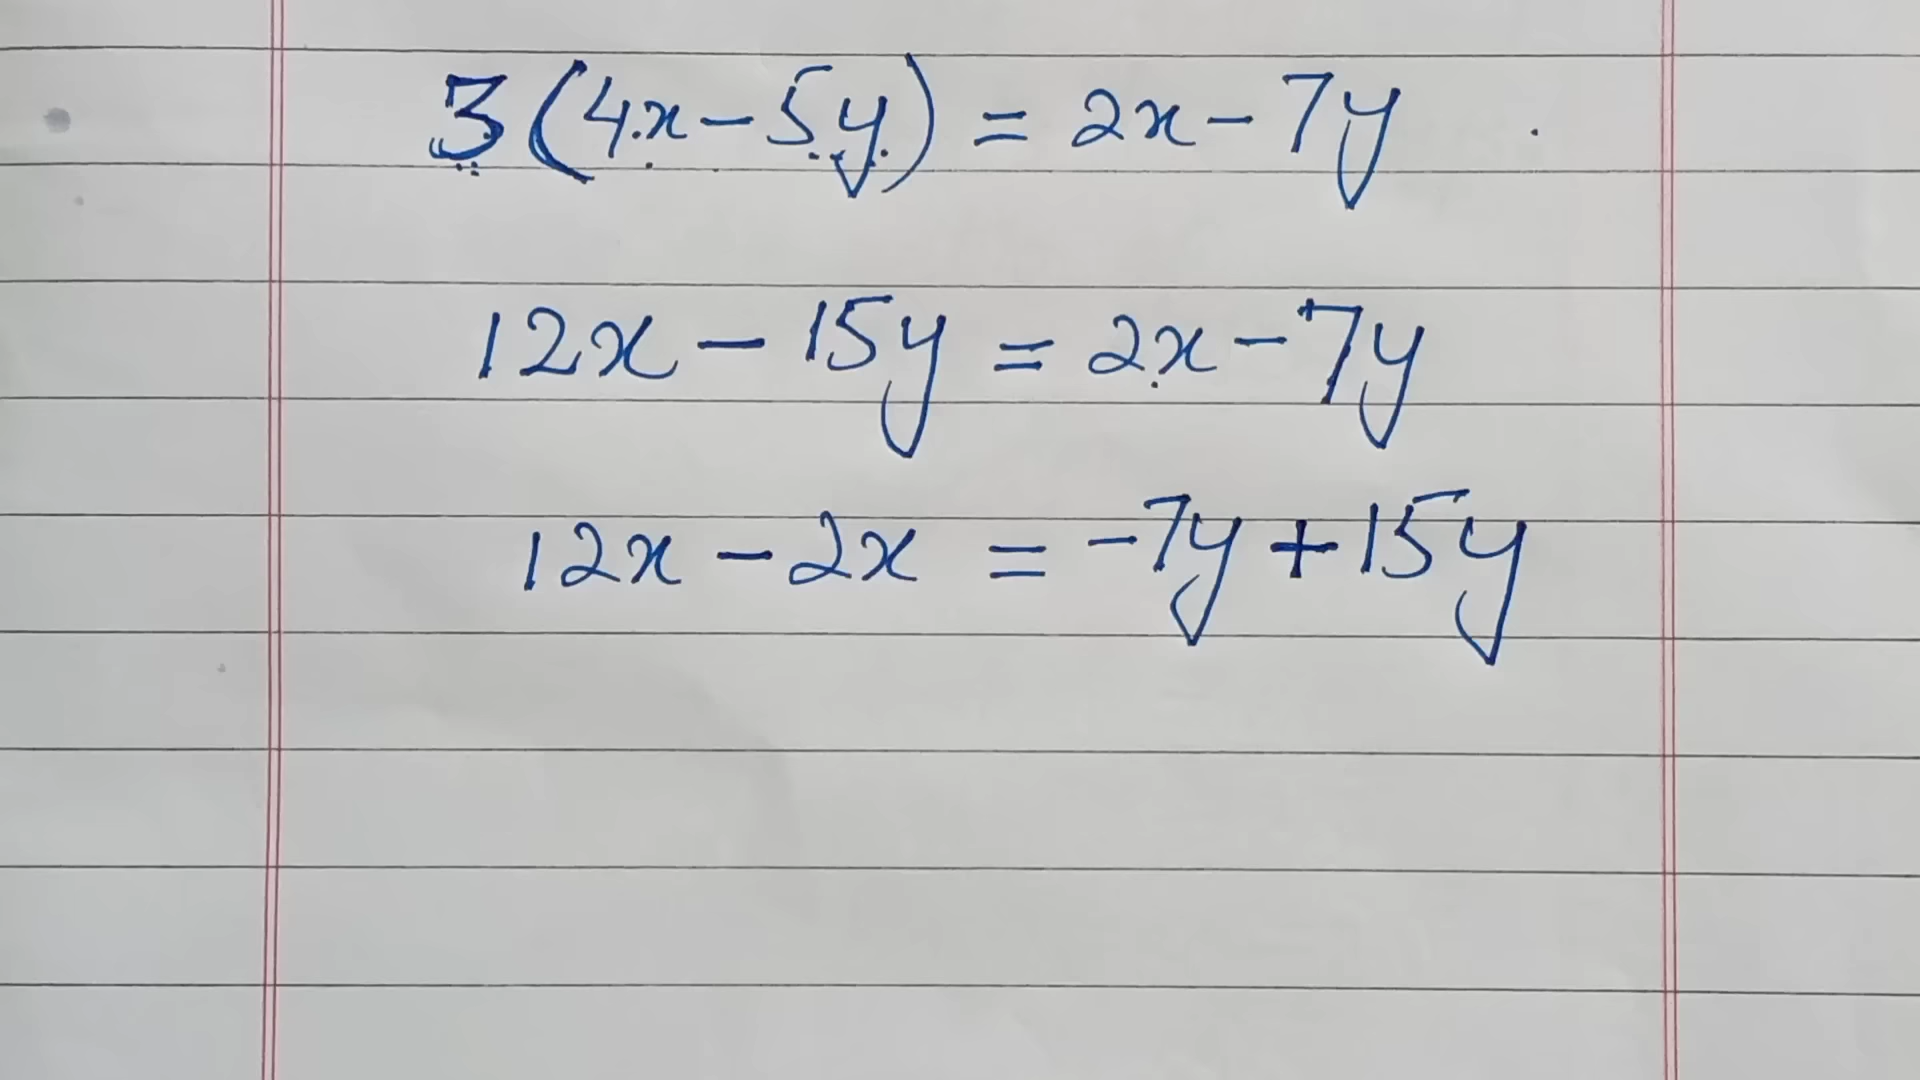 3(4x-5y) = 2x-7y
12x - 15y = 2x-7y
12x - 2x = -7y+15y